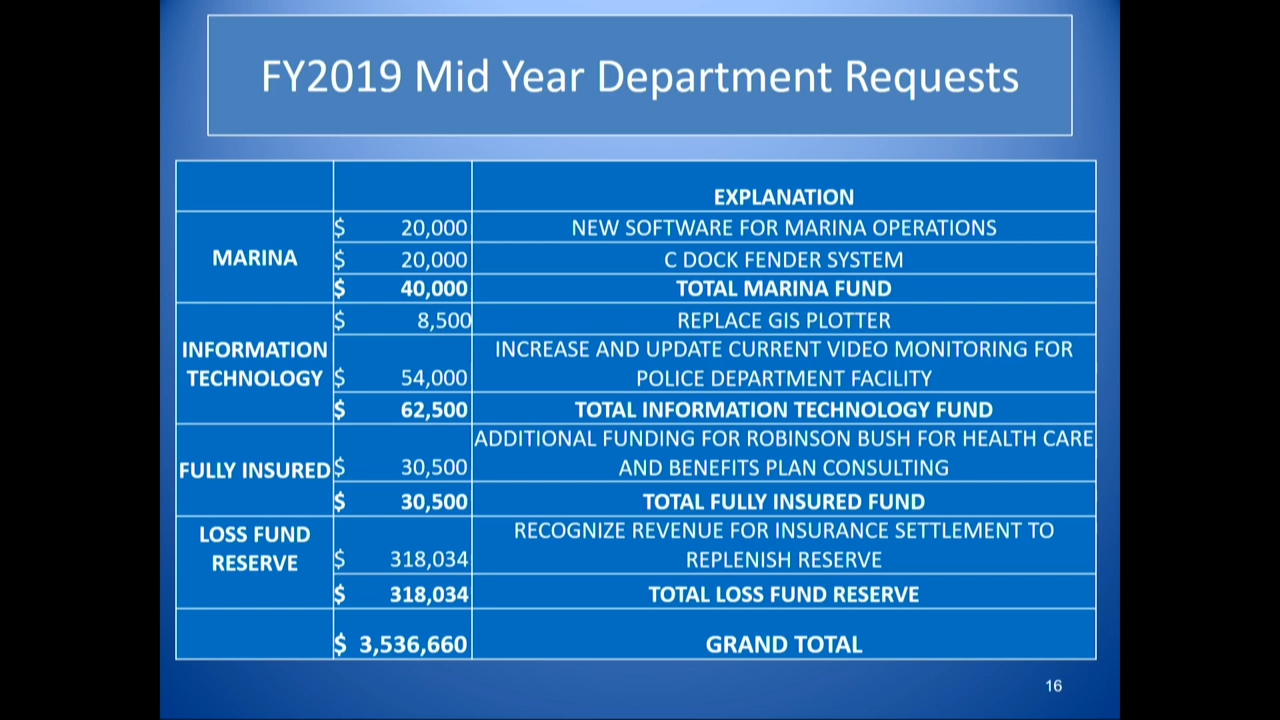 FY2019 Mid Year Department Requests
EXPLANATION
MARINA
$ 20,000 NEW SOFTWARE FOR MARINA OPERATIONS
$ 20,000 C DOCK FENDER SYSTEM
$ 40,000 TOTAL MARINA FUND
INFORMATION
TECHNOLOGY
$ 8,500 REPLACE GIS PLOTTER
INCREASE AND UPDATE CURRENT VIDEO MONITORING FOR
$ 54,000 POLICE DEPARTMENT FACILITY
$ 62,500 TOTAL INFORMATION TECHNOLOGY FUND
FULLY INSURED
ADDITIONAL FUNDING FOR ROBINSON BUSH FOR HEALTH CARE
$ 30,500 AND BENEFITS PLAN CONSULTING
$ 30,500 TOTAL FULLY INSURED FUND
LOSS FUND
RESERVE
RECOGNIZE REVENUE FOR INSURANCE SETTLEMENT TO
$ 318,034 REPLENISH RESERVE
$ 318,034 TOTAL LOSS FUND RESERVE
$ 3,536,660 GRAND TOTAL
16